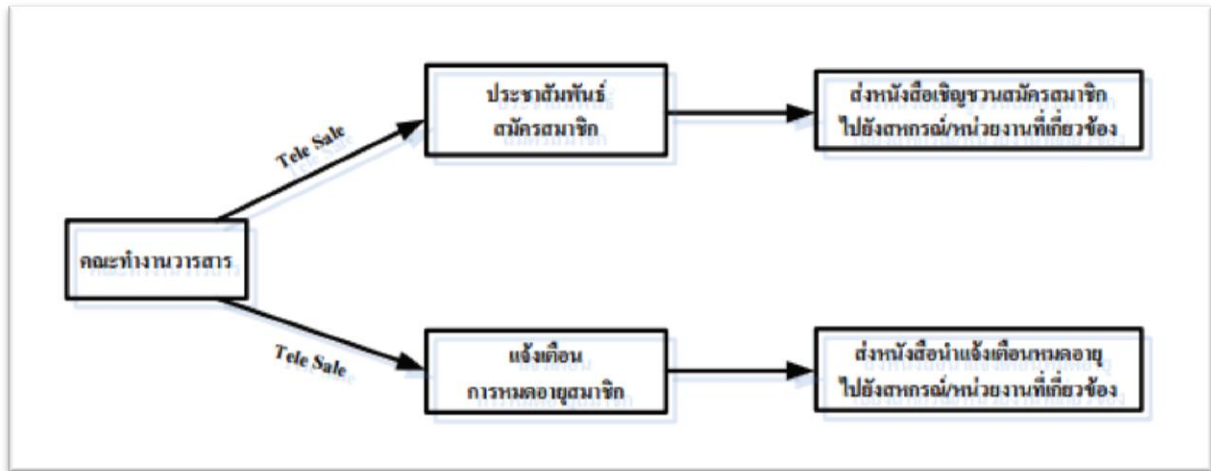 ประชาสัมพันธ์
สมัครสมาชิก
ส่งหนังสือเชิญชวนสมัครสมาชิก
ไปยังสหกรณ์/หน่วยงานที่เกี่ยวข้อง
Tele Sale
คณะทำงานวารสาร
Tele Sale
แจ้งเตือน
การหมดอายุสมาชิก
ส่งหนังสือนำแจ้งเตือนหมดอายุ
ไปยังสหกรณ์/หน่วยงานที่เกี่ยวข้อง